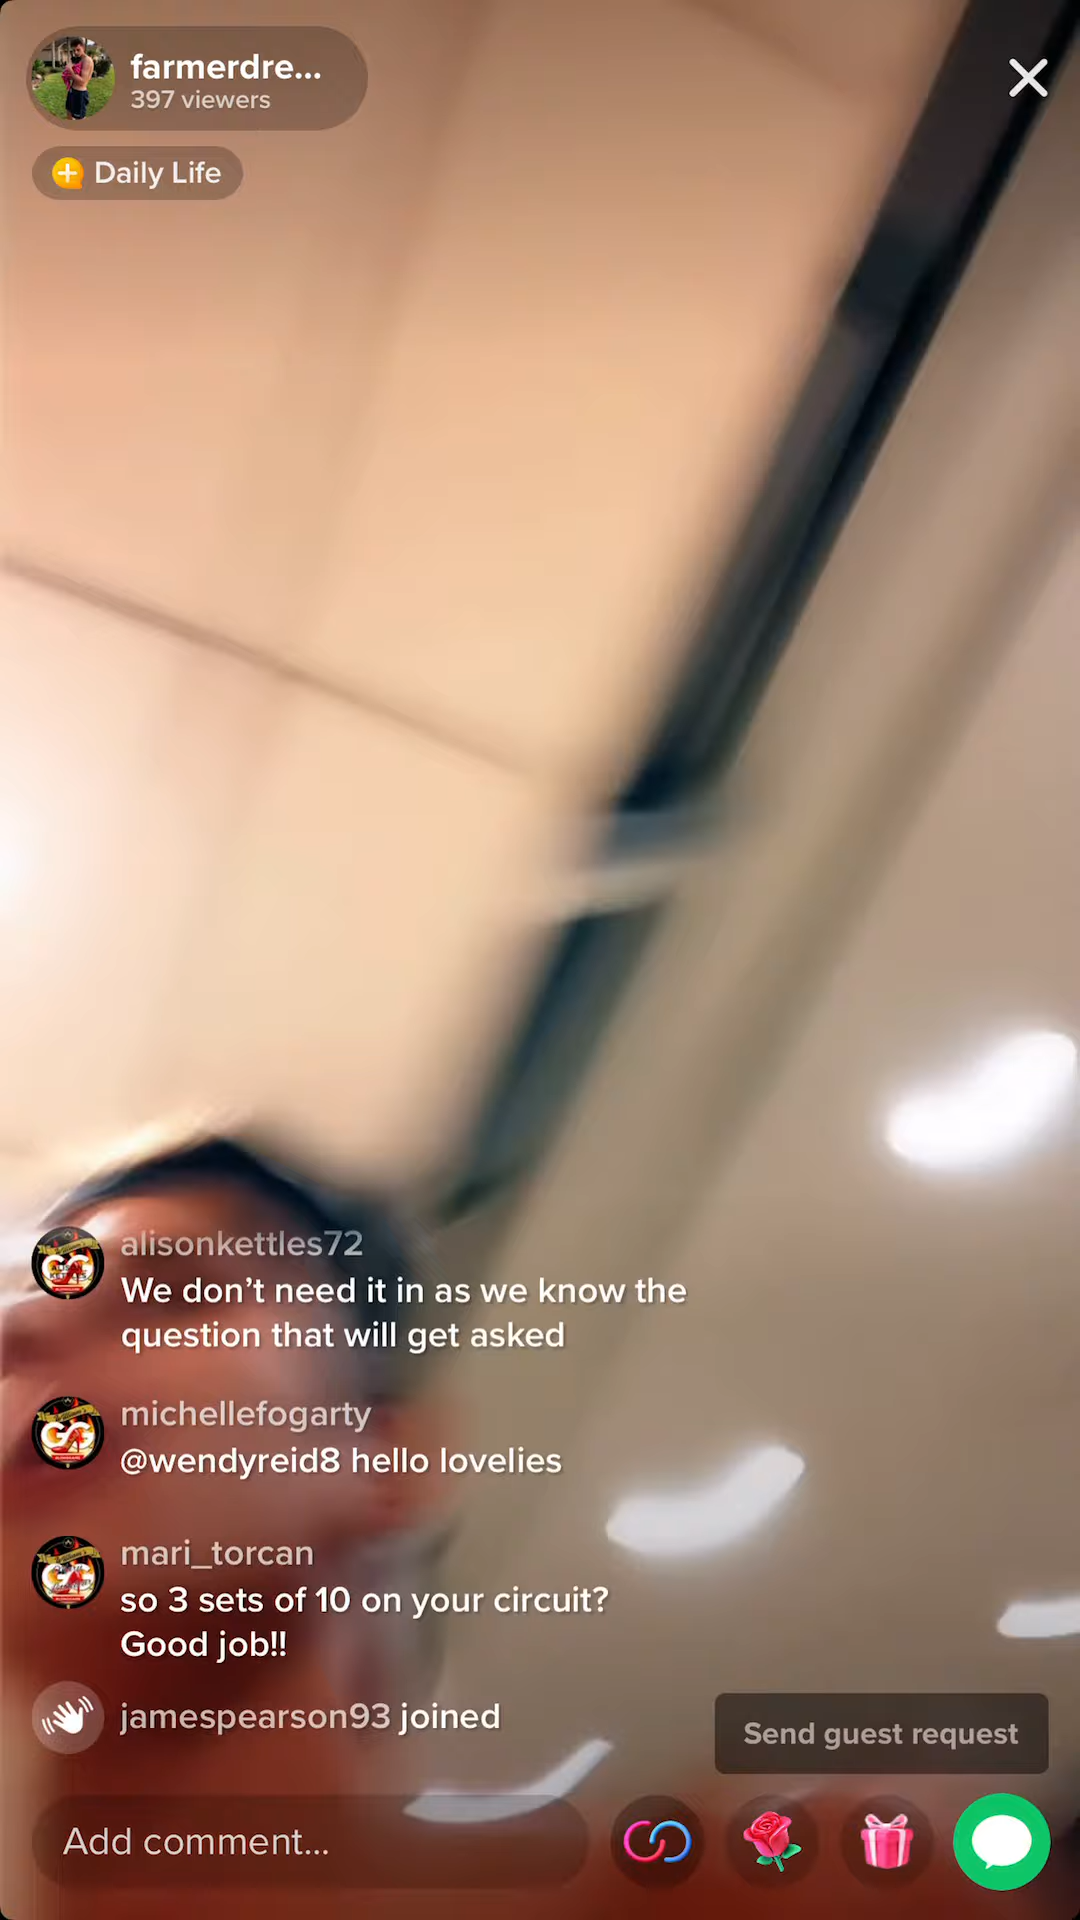 farmerdre...
397 viewers
Daily Life
alisonkettles72
We don’t need it in as we know the
question that will get asked
michellefogarty
@wendyreid8 hello lovelies
mari_torcan
so 3 sets of 10 on your circuit?
Good job!!
jamespearson93 joined
Send guest request
Add comment...